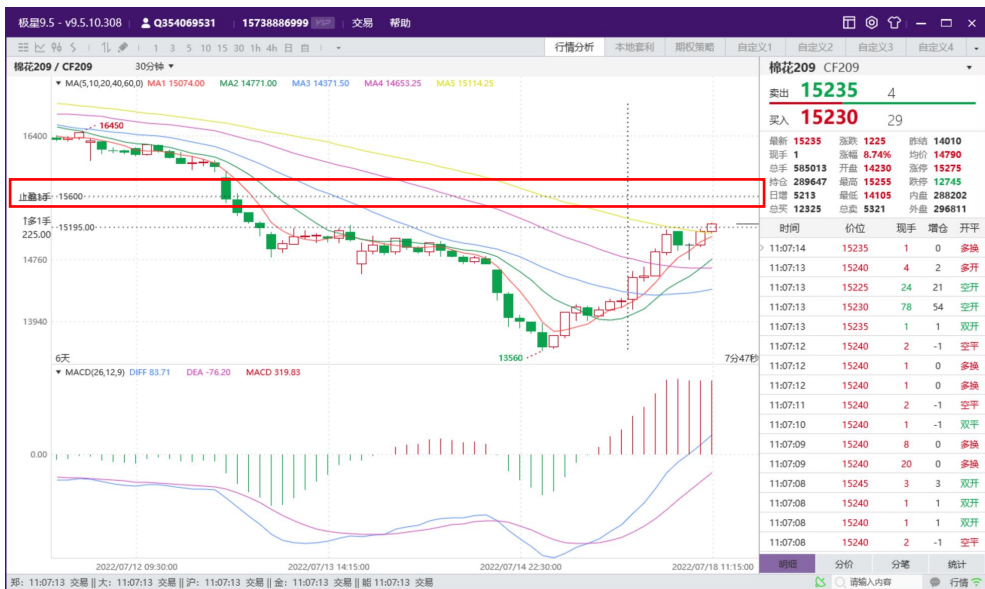 极星9.5 - v9.5.10.308 Q354069531 15738886999 VIP 交易 帮助
1 3 5 10 15 30 1h 4h 日 自 行情分析 本地套利 期权策略 自定义1 自定义2 自定义3 自定义4
棉花209 / CF209 30分钟
MA(5,10,20,40,60,0) MA1 15074.00 MA2 14771.00 MA3 14371.50 MA4 14653.25 MA5 15114.25
16450
16400
止盈1手 15600
1多1手 15195.00
225.00
14760
13940
13560
6天
7分47秒
MACD(26,12,9) DIFF 83.71 DEA -76.20 MACD 319.83
0.00
2022/07/12 09:30:00 2022/07/13 14:15:00 2022/07/14 22:30:00 2022/07/18 11:15:00
棉花209 CF209
卖出 15235 4
买入 15230 29
最新 15235 涨跌 1225 昨结 14010
现手 1 涨幅 8.74% 均价 14790
总手 585013 开盘 14230 涨停 15275
持仓 289647 最高 15255 跌停 12745
日增 5213 最低 14105 内盘 288202
总买 12325 总卖 5321 外盘 296811
时间 价位 现手 增仓 开平
11:07:14 15235 1 0 多换
11:07:13 15240 4 2 多开
11:07:13 15225 24 21 空开
11:07:13 15230 78 54 空开
11:07:13 15235 1 1 双开
11:07:12 15240 2 -1 空平
11:07:12 15240 1 0 多换
11:07:12 15240 1 0 多换
11:07:11 15240 2 -1 空平
11:07:10 15240 1 -1 双平
11:07:09 15240 8 0 多换
11:07:09 15240 20 0 多换
11:07:08 15245 3 3 双开
11:07:08 15240 1 1 双开
11:07:08 15240 1 1 双开
11:07:08 15240 2 -1 空平
明细 分价 分笔 统计
郑: 11:07:13 交易 || 大: 11:07:13 交易 || 沪: 11:07:13 交易 || 金: 11:07:13 交易 || 能 11:07:13 交易 请输入内容 行情